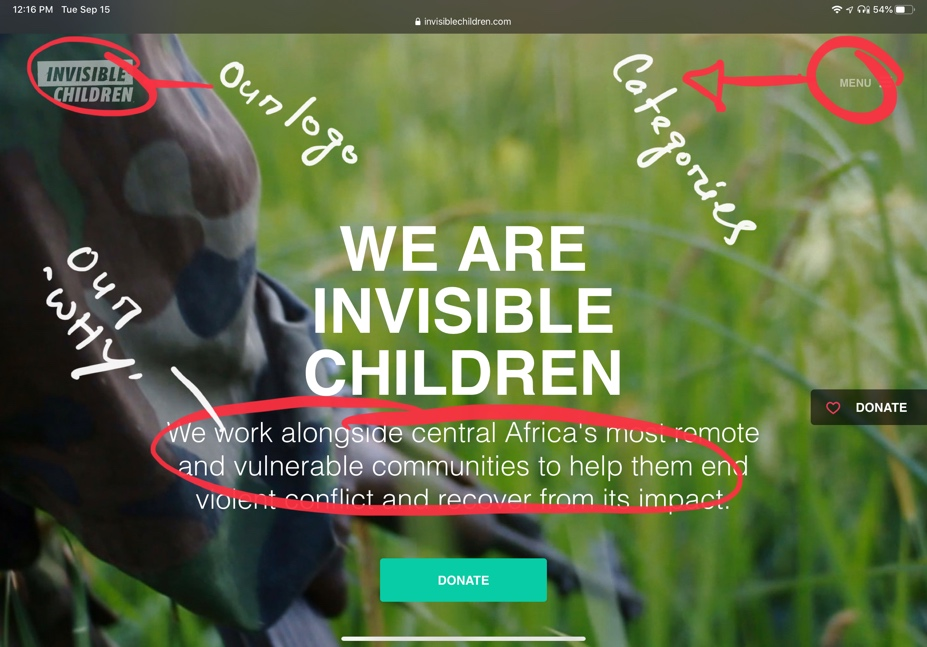 12:16 PM Tue Sep 15
54%
invisiblechildren.com
INVISIBLE
CHILDREN
Our logo
Categories
MENU
WE ARE
INVISIBLE
CHILDREN
Our
"WHY"
We work alongside central Africa's most remote
and vulnerable communities to help them end
violent conflict and recover from its impact.
DONATE
DONATE